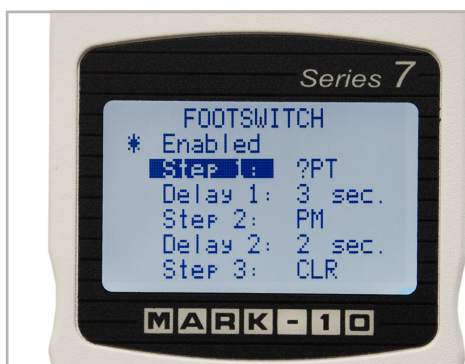 Series 7
FOOTSWITCH
* Enabled
Step 1: ?PT
Delay 1: 3 sec.
Step 2: PM
Delay 2: 2 sec.
Step 3: CLR
MARK-10